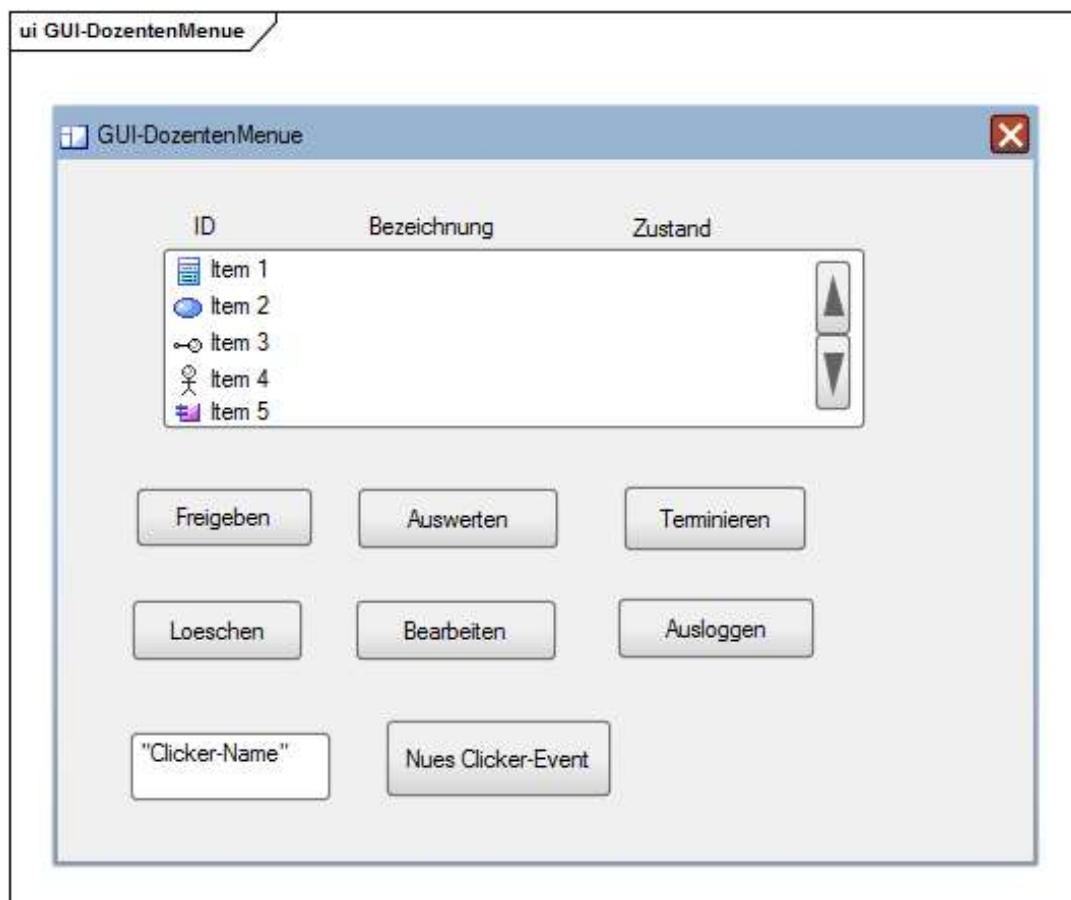 ui GUI-DozentenMenue
GUI-DozentenMenue
ID Bezeichnung Zustand
Item 1
Item 2
Item 3
Item 4
Item 5
Freigeben Auswerten Terminieren
Loeschen Bearbeiten Ausloggen
"Clicker-Name" Nues Clicker-Event